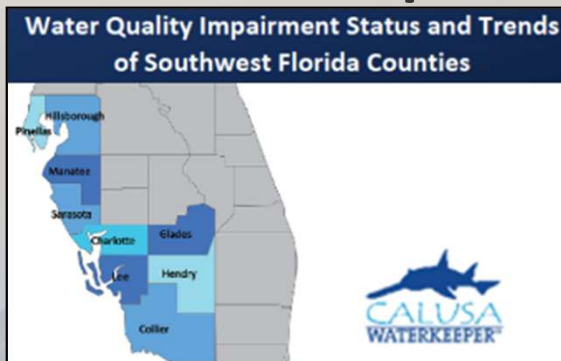 Water Quality Impairment Status and Trends
of Southwest Florida Counties
Hillsborough
Pinellas
Manatee
Sarasota
Charlotte
Glades
Lee
Hendry
Collier
CALUSA
WATERKEEPER